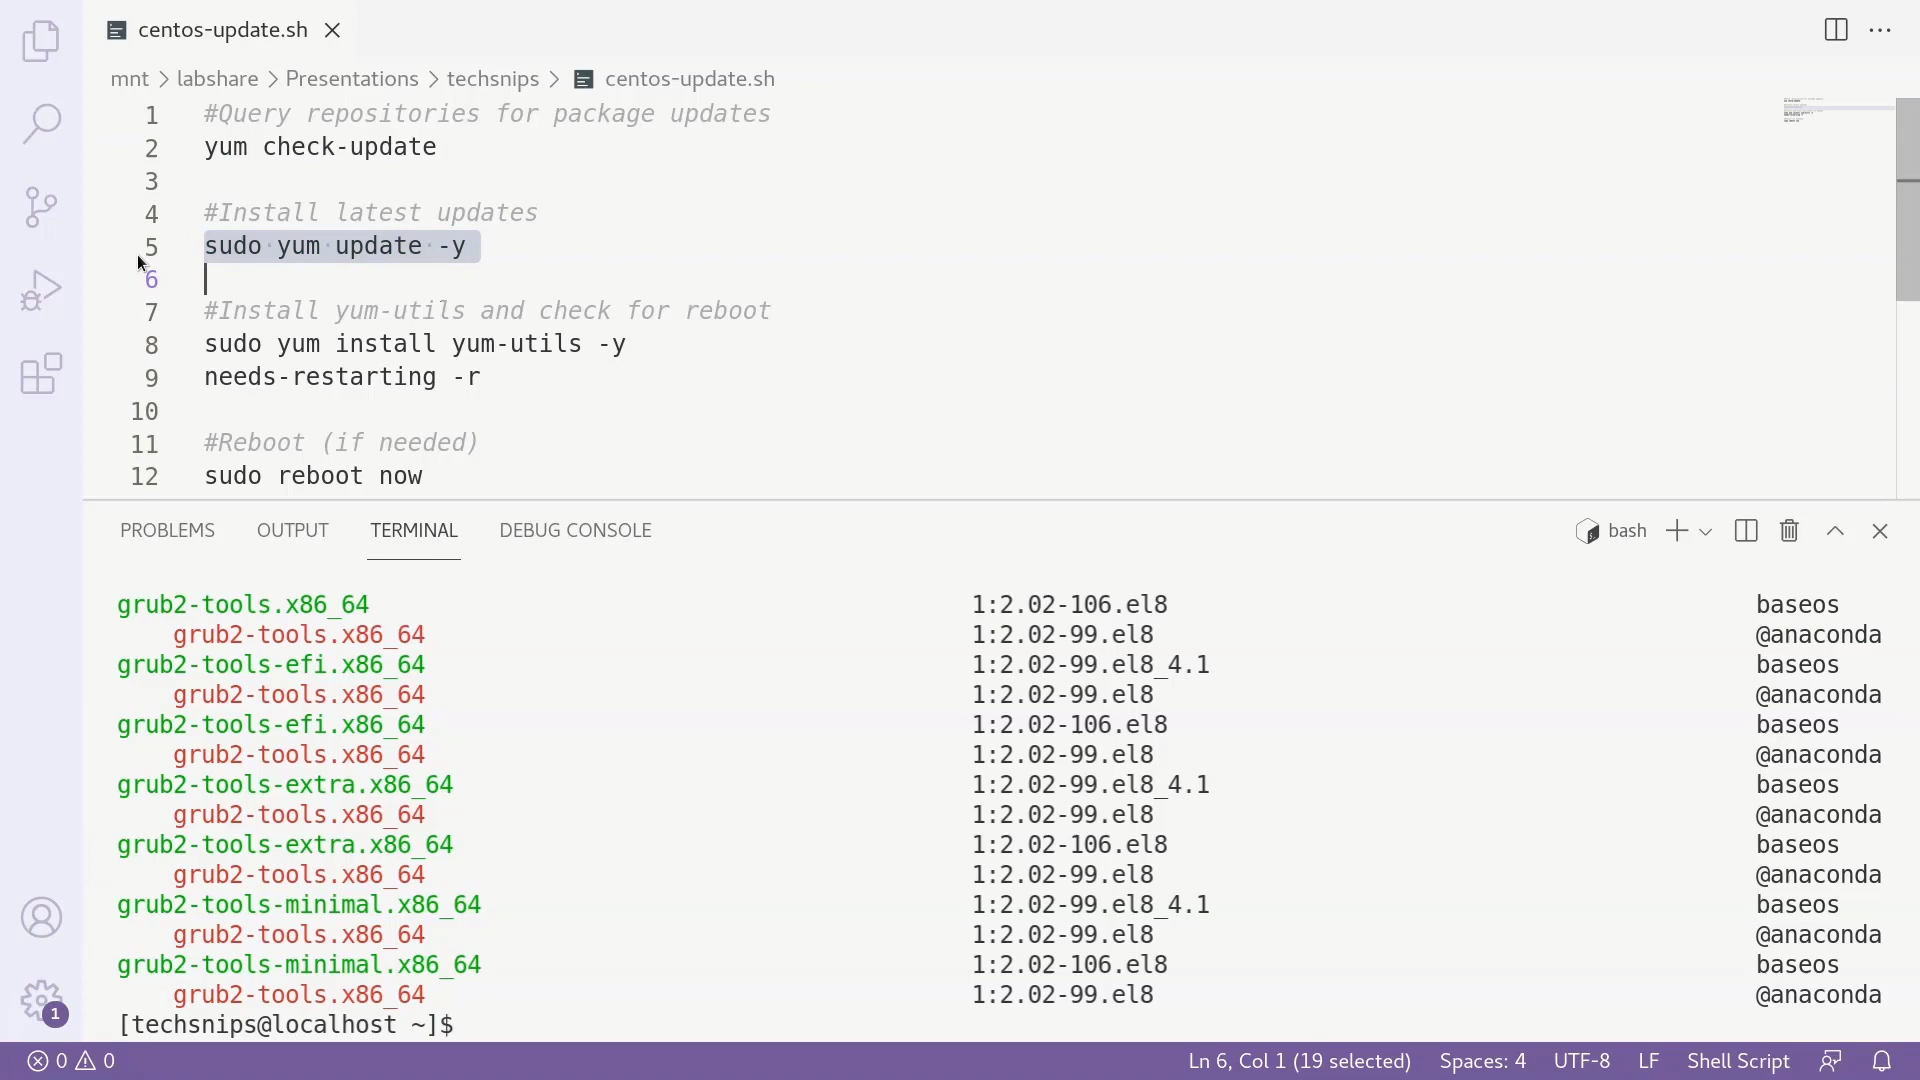 centos-update.sh
mnt > labshare > Presentations > techsnips > centos-update.sh
1 #Query repositories for package updates
2 yum check-update
3
4 #Install latest updates
5 sudo·yum·update·-y
6
7 #Install yum-utils and check for reboot
8 sudo yum install yum-utils -y
9 needs-restarting -r
10
11 #Reboot (if needed)
12 sudo reboot now
PROBLEMS OUTPUT TERMINAL DEBUG CONSOLE bash
grub2-tools.x86_64 1:2.02-106.el8 baseos
grub2-tools.x86_64 1:2.02-99.el8 @anaconda
grub2-tools-efi.x86_64 1:2.02-99.el8_4.1 baseos
grub2-tools.x86_64 1:2.02-99.el8 @anaconda
grub2-tools-efi.x86_64 1:2.02-106.el8 baseos
grub2-tools.x86_64 1:2.02-99.el8 @anaconda
grub2-tools-extra.x86_64 1:2.02-99.el8_4.1 baseos
grub2-tools.x86_64 1:2.02-99.el8 @anaconda
grub2-tools-extra.x86_64 1:2.02-106.el8 baseos
grub2-tools.x86_64 1:2.02-99.el8 @anaconda
grub2-tools-minimal.x86_64 1:2.02-99.el8_4.1 baseos
grub2-tools.x86_64 1:2.02-99.el8 @anaconda
grub2-tools-minimal.x86_64 1:2.02-106.el8 baseos
grub2-tools.x86_64 1:2.02-99.el8 @anaconda
[techsnips@localhost ~]$
1
0 0 Ln 6, Col 1 (19 selected) Spaces: 4 UTF-8 LF Shell Script